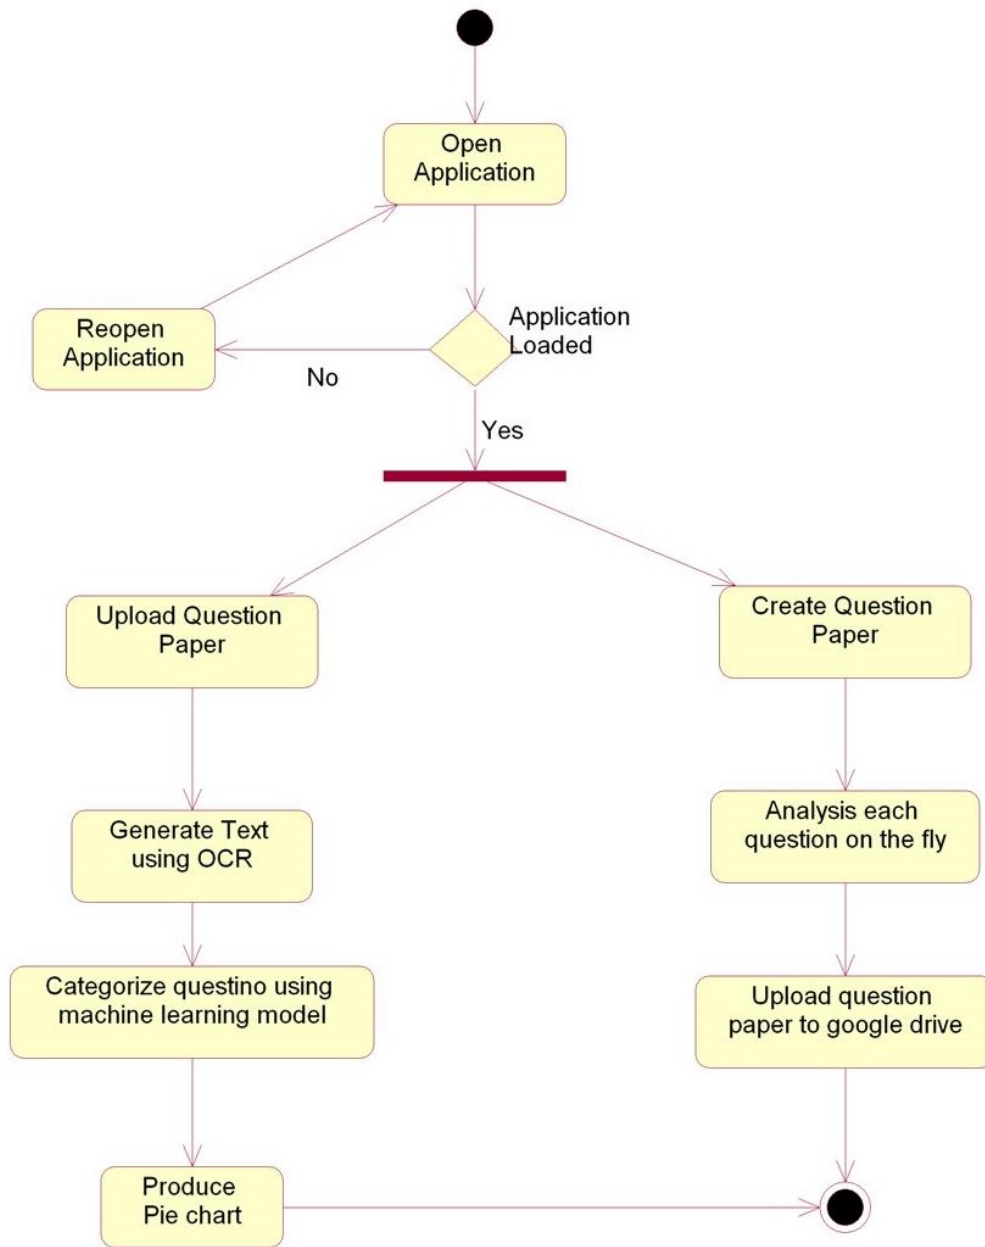 Open
Application
Application
Loaded
Reopen
Application
No
Yes
Upload Question
Paper
Create Question
Paper
Generate Text
using OCR
Analysis each
question on the fly
Categorize questino using
machine learning model
Upload question
paper to google drive
Produce
Pie chart